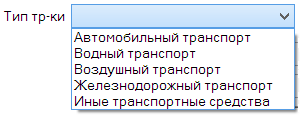 Тип тр-ки
Автомобильный транспорт
Водный транспорт
Воздушный транспорт
Железнодорожный транспорт
Иные транспортные средства